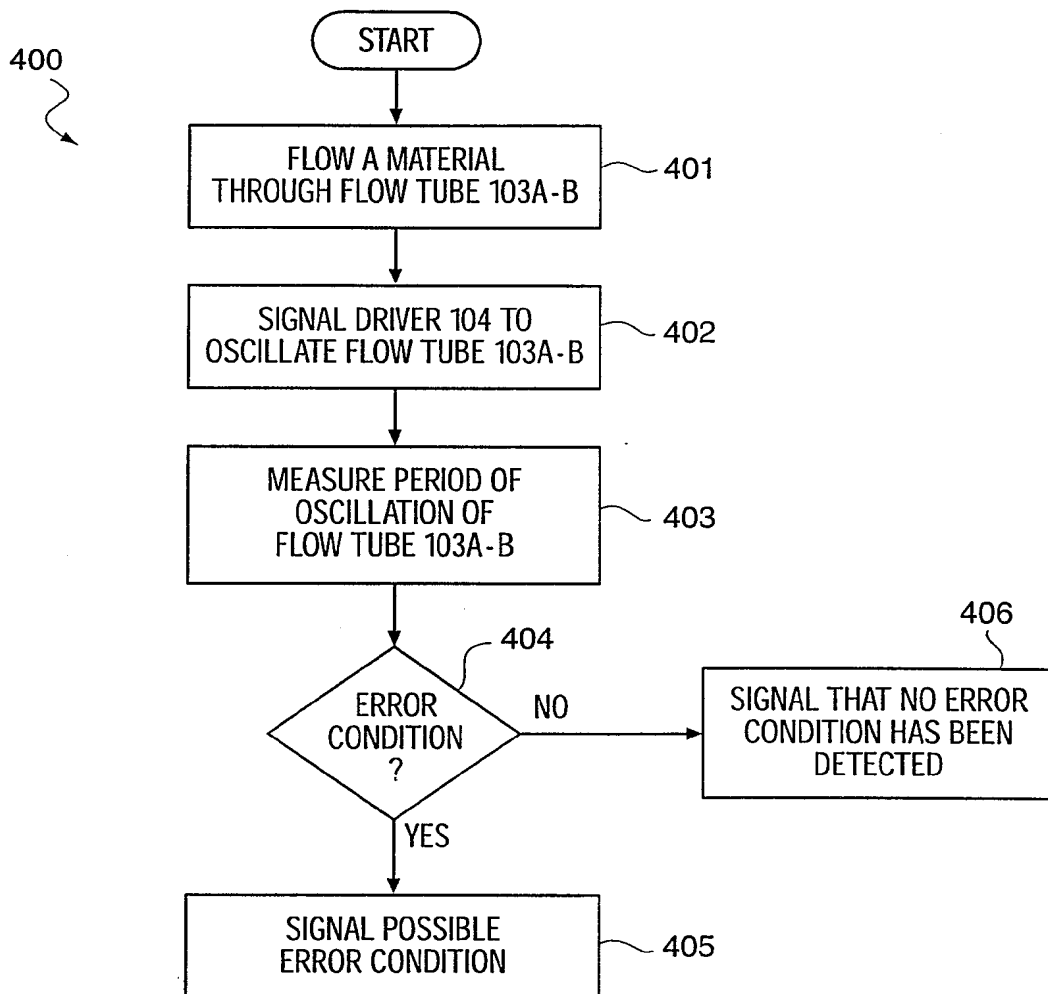 START
400
FLOW A MATERIAL
THROUGH FLOW TUBE 103A-B
401
SIGNAL DRIVER 104 TO
OSCILLATE FLOW TUBE 103A-B
402
MEASURE PERIOD OF
OSCILLATION OF
FLOW TUBE 103A-B
403
404
ERROR
CONDITION
?
NO
406
SIGNAL THAT NO ERROR
CONDITION HAS BEEN
DETECTED
YES
SIGNAL POSSIBLE
ERROR CONDITION
405